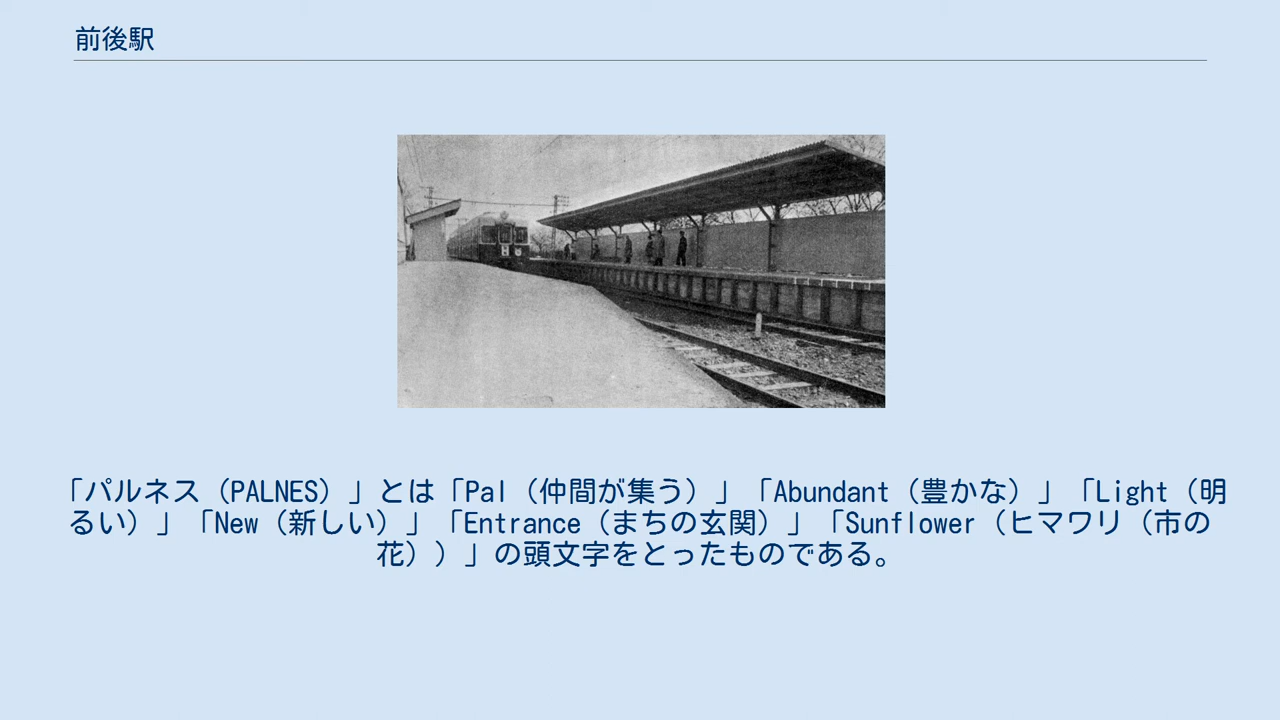 前後駅
「パルネス（PALNES）」とは「Pal（仲間が集う）」「Abundant（豊かな）」「Light（明
るい）」「New（新しい）」「Entrance（まちの玄関）」「Sunflower（ヒマワリ（市の
花））」の頭文字をとったものである。